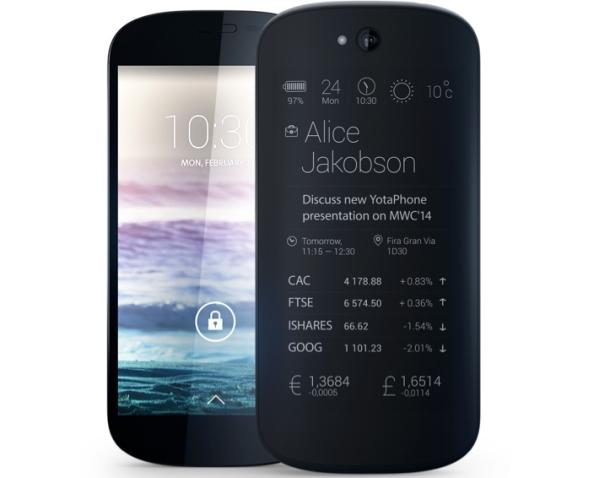 10:30
MON, FEBRUARY
97%
24
Mon
10:30
10°c
Alice
Jakobson
Discuss new YotaPhone
presentation on MWC'14
Tomorrow,
11:15 — 12:30
Fira Gran Via
1D30
CAC 4 178.88 +0.83% ↑
FTSE 6 574.50 +0.36% ↑
ISHARES 66.62 -1.54% ↓
GOOG 1 101.23 -2.01% ↓
€ 1,3684
-0,0005
£ 1,6514
-0,0114